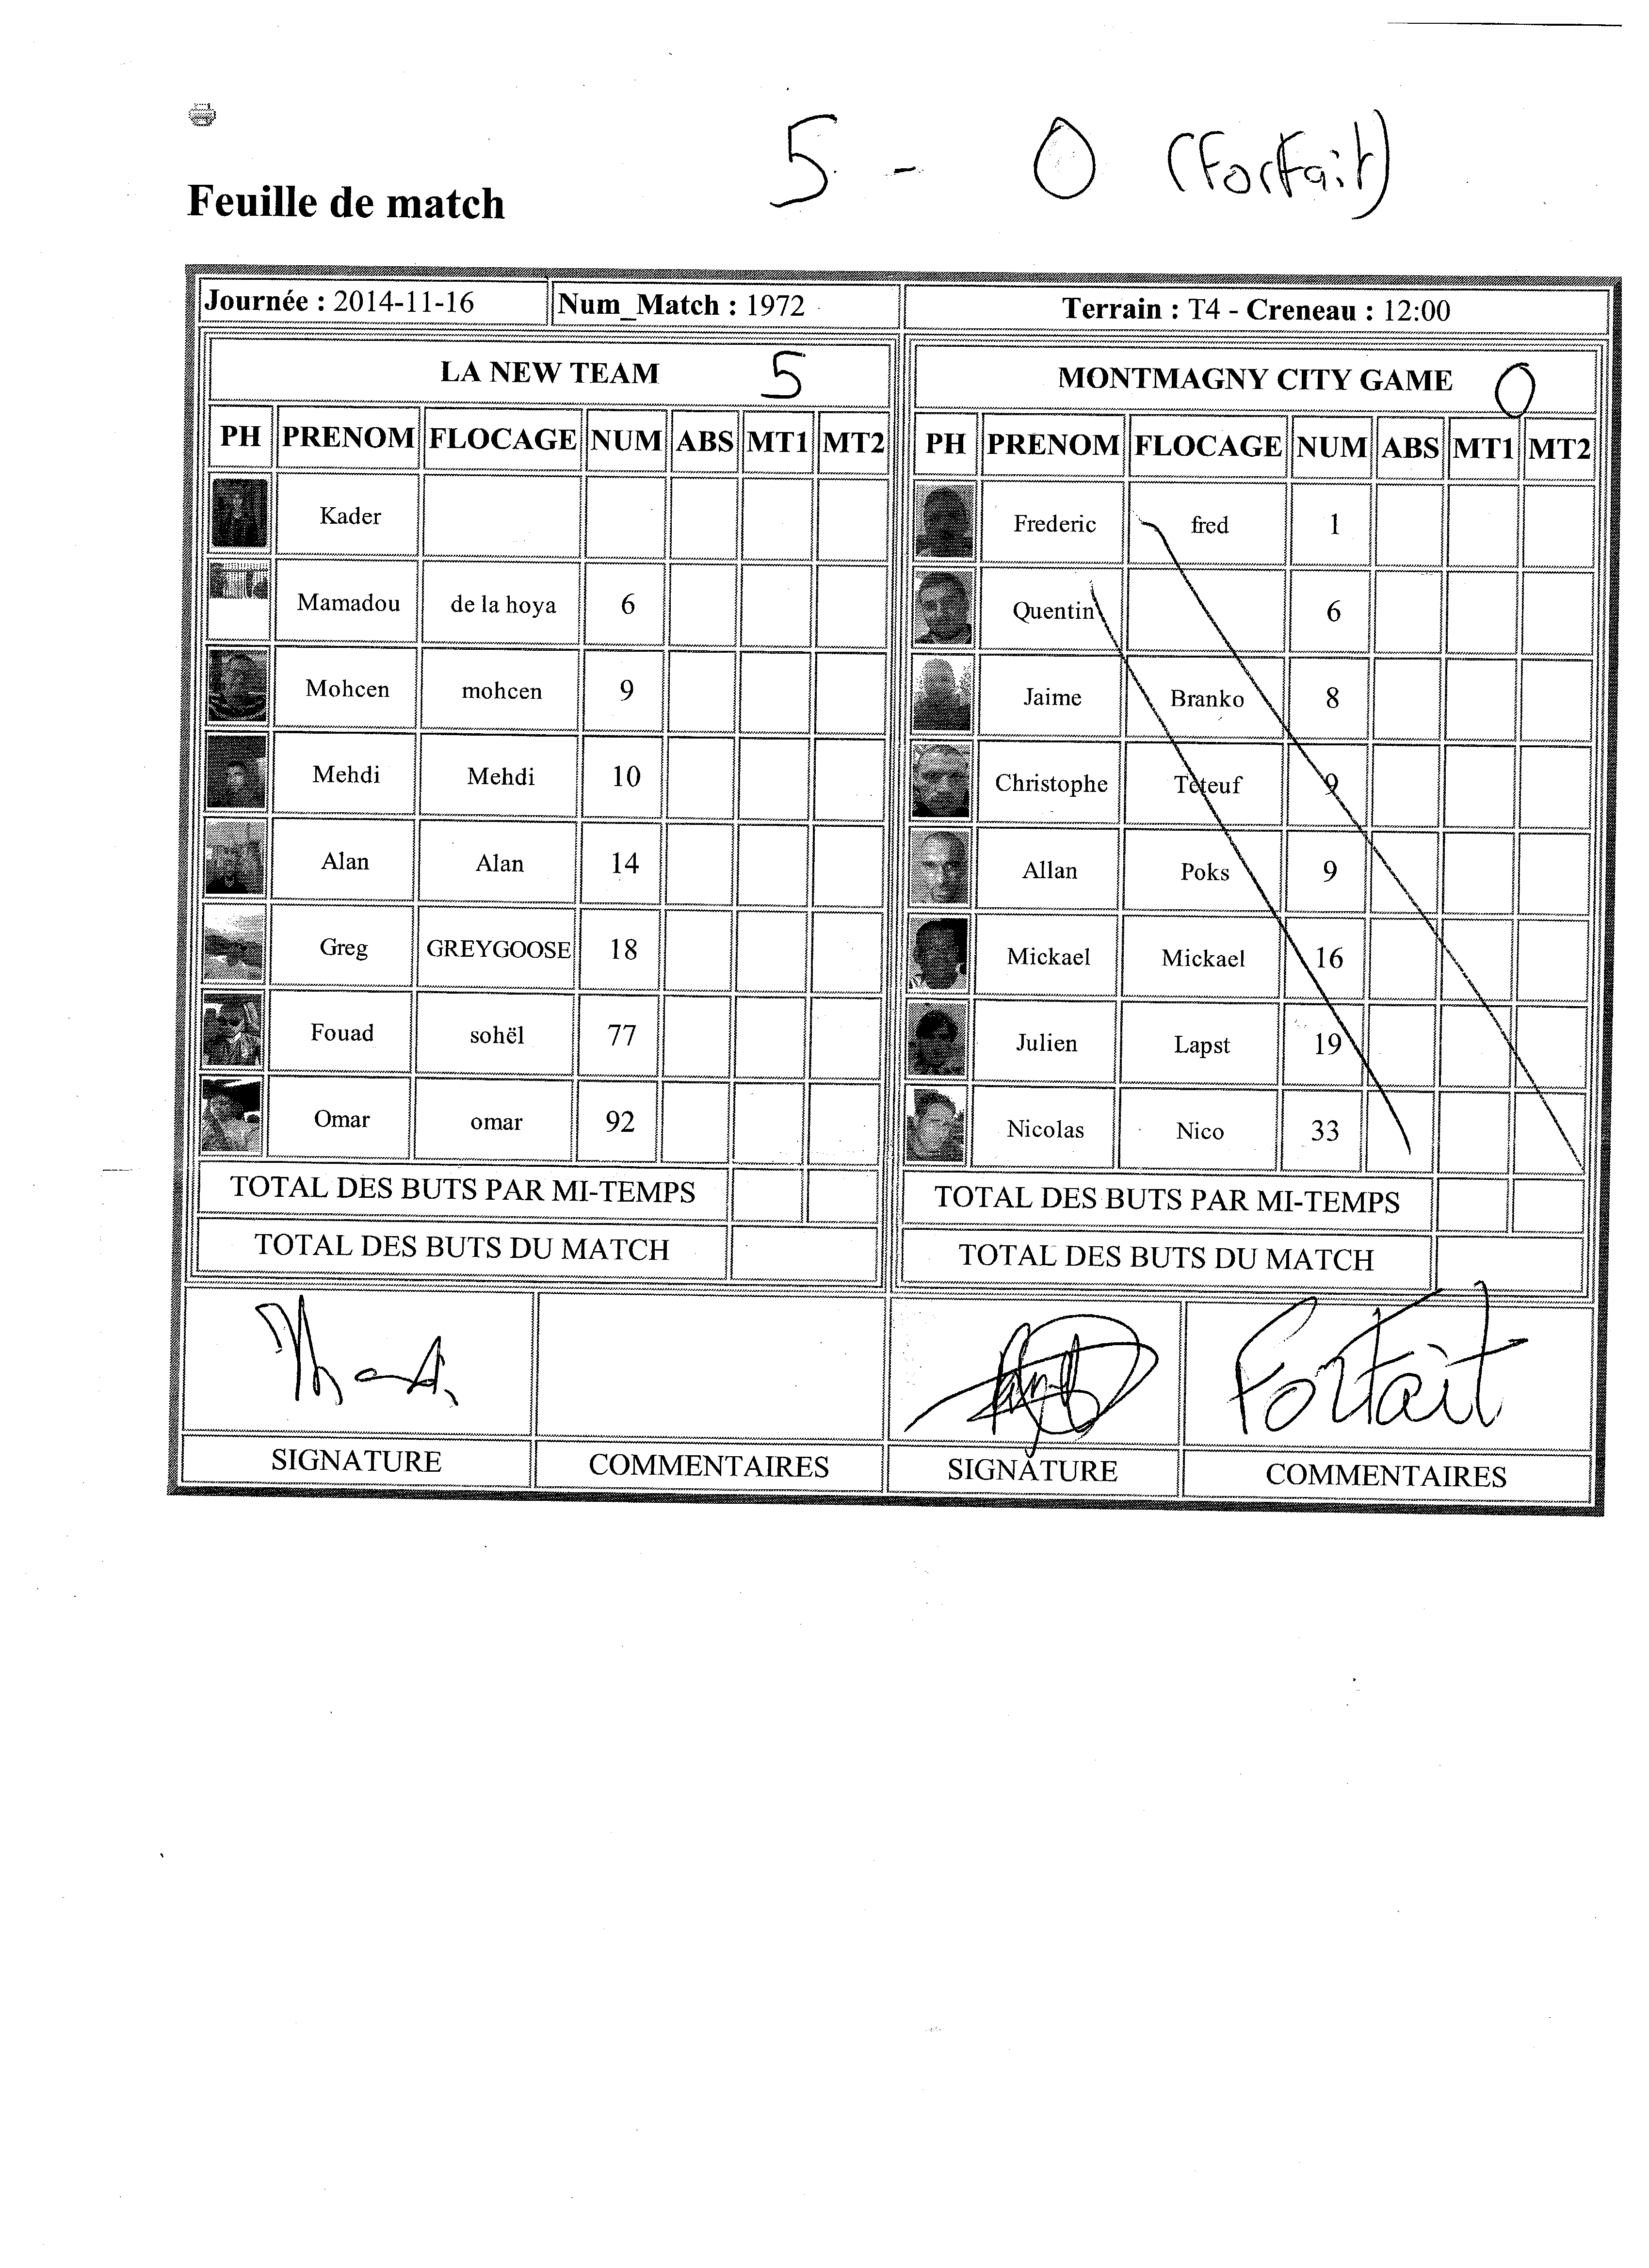 5 - 0 (Forfait)
Feuille de match
Journée : 2014-11-16 Num_Match : 1972 Terrain : T4 - Creneau : 12:00
LA NEW TEAM 5 MONTMAGNY CITY GAME 0
PH PRENOM FLOCAGE NUM ABS MT1 MT2 PH PRENOM FLOCAGE NUM ABS MT1 MT2
Kader Frederic fred 1
Mamadou de la hoya 6 Quentin 6
Mohcen mohcen 9 Jaime Branko 8
Mehdi Mehdi 10 Christophe Teteuf 9
Alan Alan 14 Allan Poks 9
Greg GREYGOOSE 18 Mickael Mickael 16
Fouad sohël 77 Julien Lapst 19
Omar omar 92 Nicolas Nico 33
TOTAL DES BUTS PAR MI-TEMPS TOTAL DES BUTS PAR MI-TEMPS
TOTAL DES BUTS DU MATCH TOTAL DES BUTS DU MATCH
Forfait
SIGNATURE COMMENTAIRES SIGNATURE COMMENTAIRES